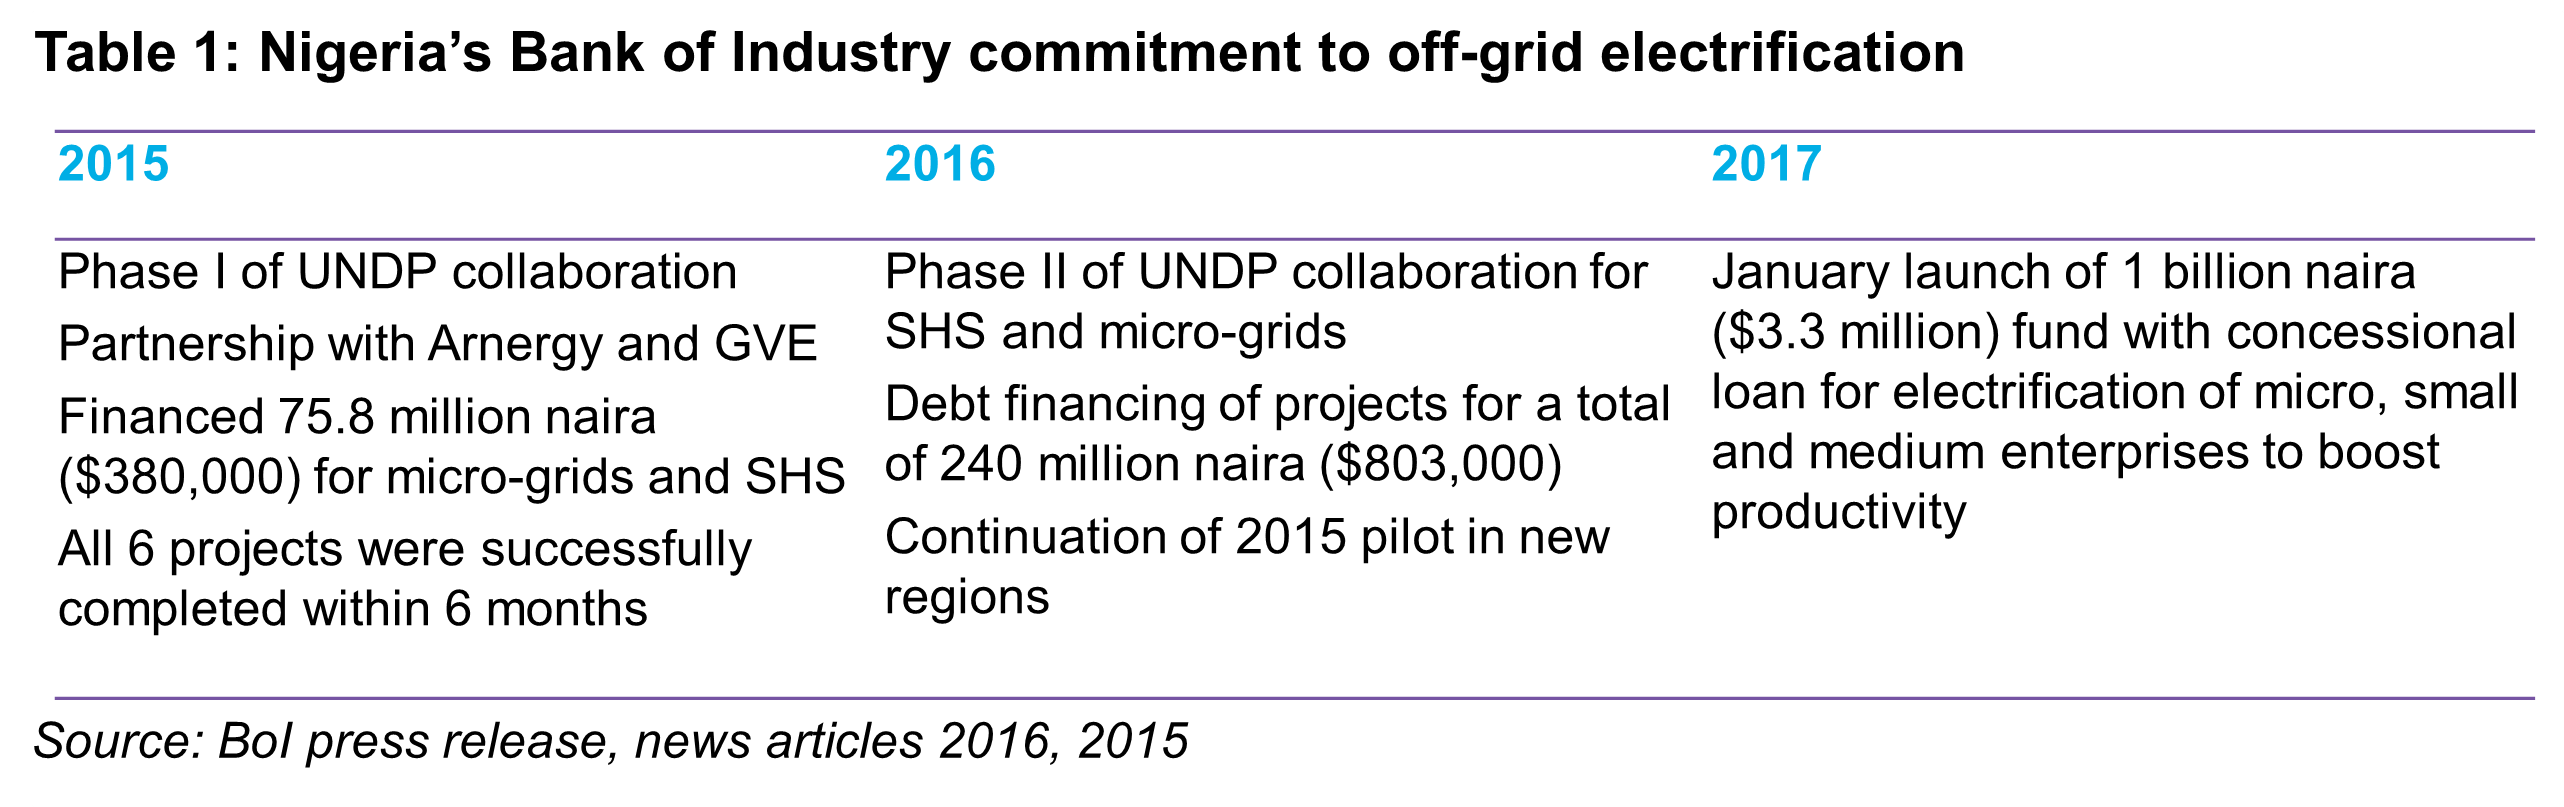 Table 1: Nigeria’s Bank of Industry commitment to off-grid electrification
2015
Phase I of UNDP collaboration
Partnership with Arnergy and GVE
Financed 75.8 million naira
($380,000) for micro-grids and SHS
All 6 projects were successfully
completed within 6 months
2016
Phase II of UNDP collaboration for
SHS and micro-grids
Debt financing of projects for a total
of 240 million naira ($803,000)
Continuation of 2015 pilot in new
regions
2017
January launch of 1 billion naira
($3.3 million) fund with concessional
loan for electrification of micro, small
and medium enterprises to boost
productivity
Source: BoI press release, news articles 2016, 2015